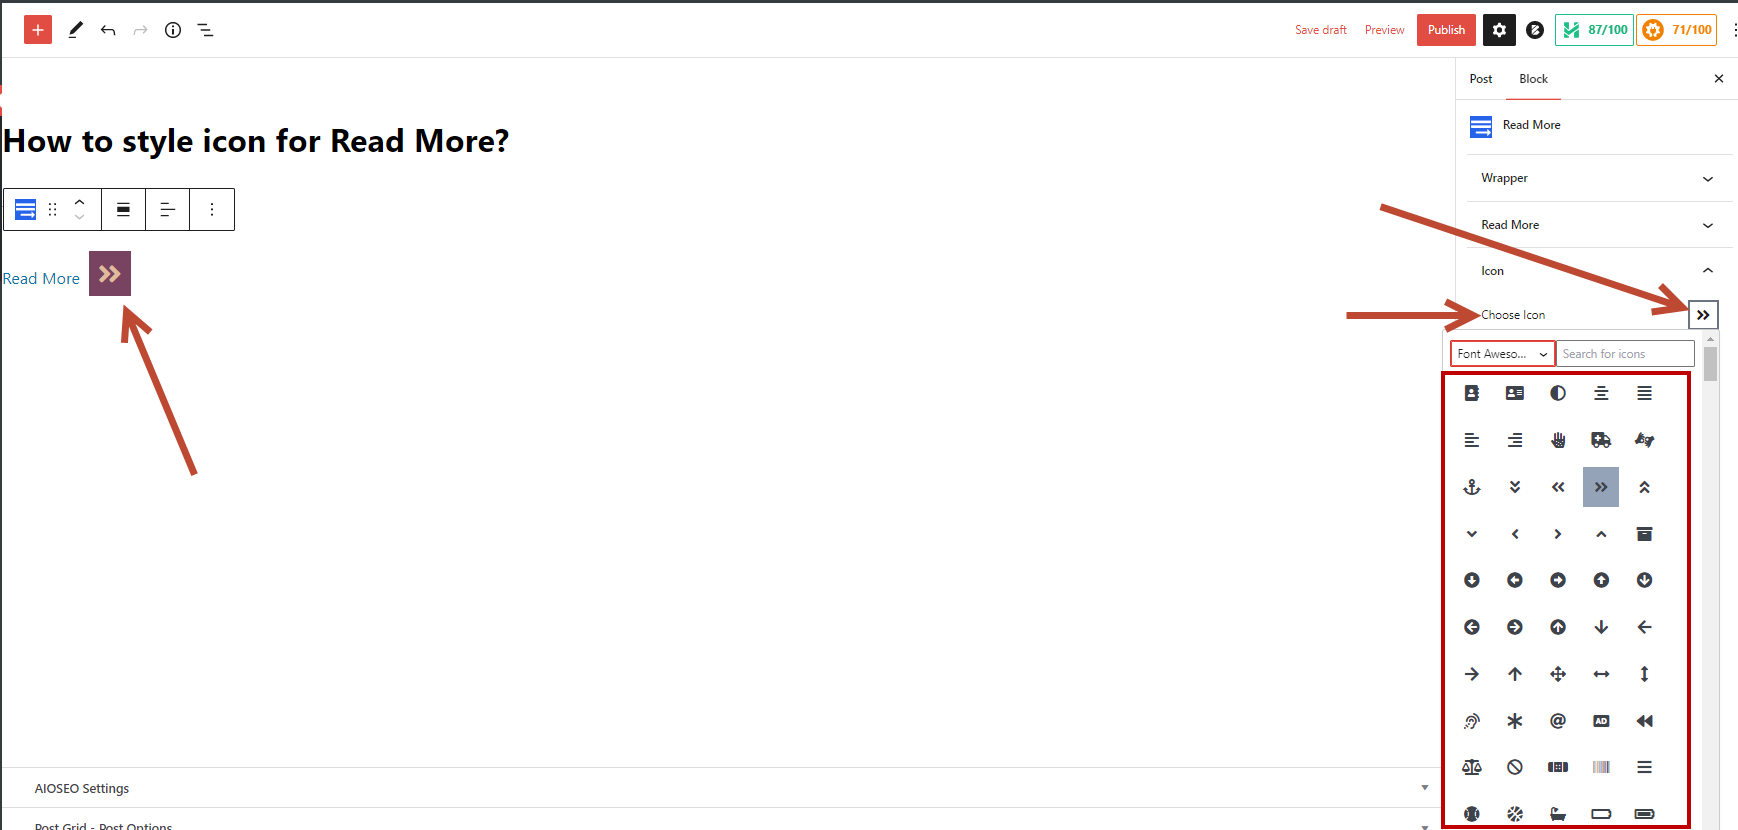 Save draft Preview Publish 87/100 71/100
Post Block
How to style icon for Read More?
Read More
Wrapper
Read More
Icon
Choose Icon
Read More
Font Aweso... Search for icons
AD
AIOSEO Settings
Post Grid - Post Options